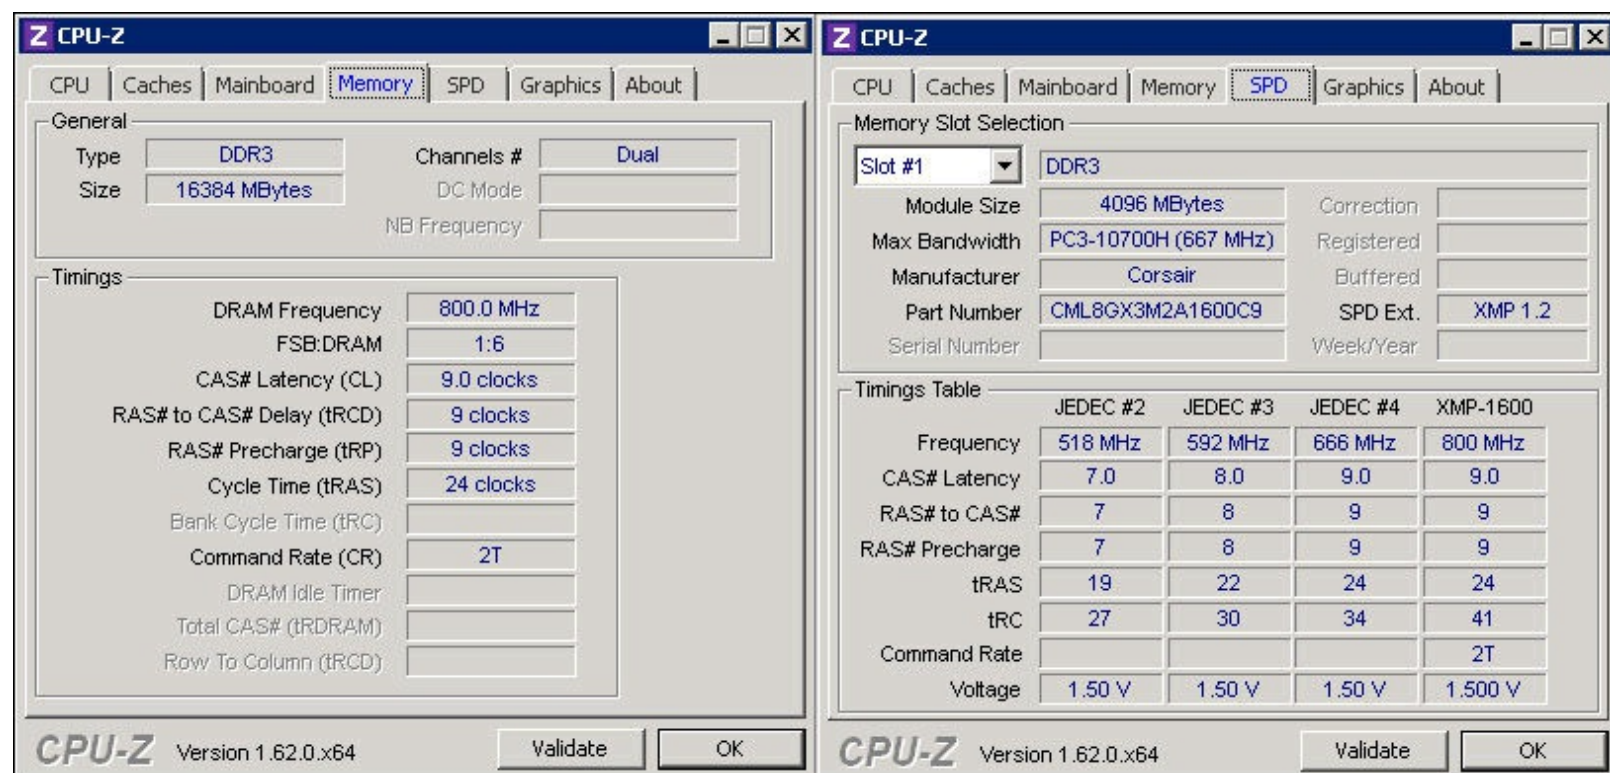 Z CPU-Z
CPU Caches Mainboard Memory SPD Graphics About
General
Type DDR3 Channels # Dual
Size 16384 MBytes DC Mode
NB Frequency
Timings
DRAM Frequency 800.0 MHz
FSB:DRAM 1:6
CAS# Latency (CL) 9.0 clocks
RAS# to CAS# Delay (tRCD) 9 clocks
RAS# Precharge (tRP) 9 clocks
Cycle Time (tRAS) 24 clocks
Bank Cycle Time (tRC)
Command Rate (CR) 2T
DRAM Idle Timer
Total CAS# (tRDRAM)
Row To Column (tRCD)
CPU-Z Version 1.62.0.x64 Validate OK
Z CPU-Z
CPU Caches Mainboard Memory SPD Graphics About
Memory Slot Selection
Slot #1 DDR3
Module Size 4096 MBytes Correction
Max Bandwidth PC3-10700H (667 MHz) Registered
Manufacturer Corsair Buffered
Part Number CML8GX3M2A1600C9 SPD Ext. XMP 1.2
Serial Number Week/Year
Timings Table
JEDEC #2 JEDEC #3 JEDEC #4 XMP-1600
Frequency 518 MHz 592 MHz 666 MHz 800 MHz
CAS# Latency 7.0 8.0 9.0 9.0
RAS# to CAS# 7 8 9 9
RAS# Precharge 7 8 9 9
tRAS 19 22 24 24
tRC 27 30 34 41
Command Rate 2T
Voltage 1.50 V 1.50 V 1.50 V 1.500 V
CPU-Z Version 1.62.0.x64 Validate OK